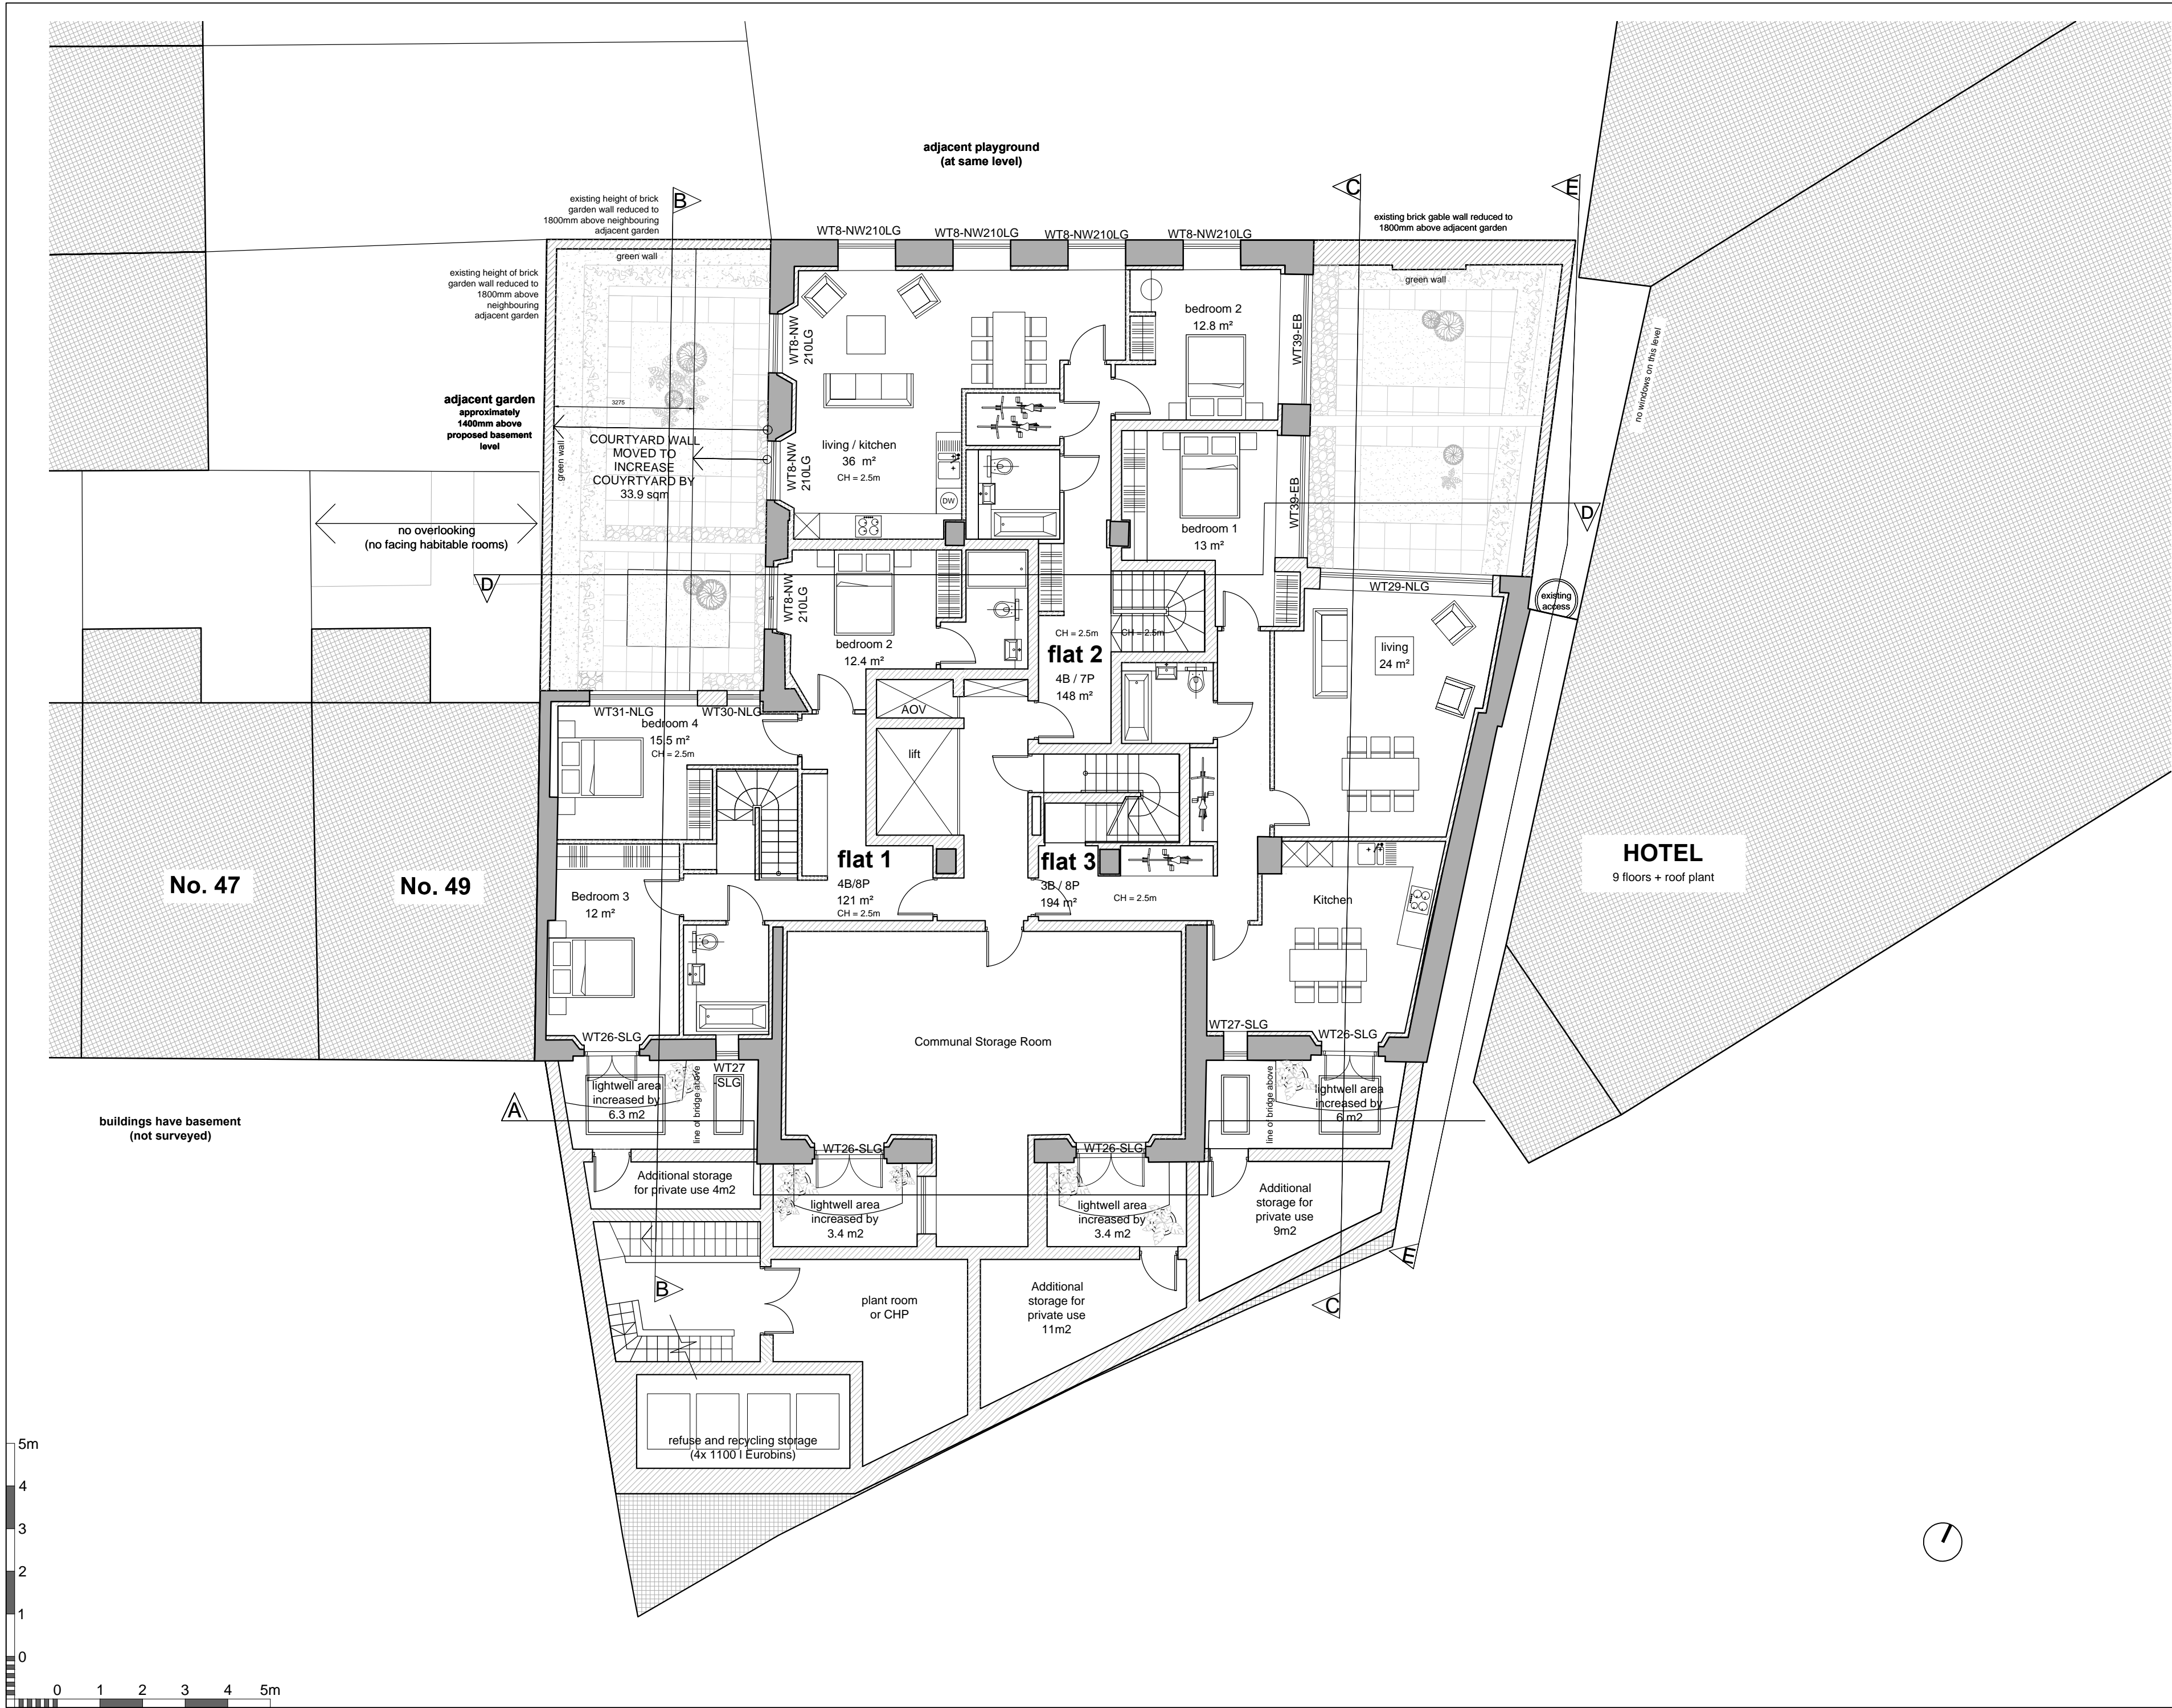 adjacent playground
(at same level)
B
C
E
existing height of brick
garden wall reduced to
1800mm above neighbouring
adjacent garden
existing brick gable wall reduced to
1800mm above adjacent garden
WT8-NW210LG
WT8-NW210LG
WT8-NW210LG
WT8-NW210LG
green wall
green wall
existing height of brick
garden wall reduced to
1800mm above
neighbouring
adjacent garden
bedroom 2
12.8 m²
WT8-NW
210LG
WT39-EB
no windows on this level
adjacent garden
approximately
1400mm above
proposed basement
level
3275
green wall
COURTYARD WALL
MOVED TO
INCREASE
COUYRTYARD BY
33.9 sqm
WT8-NW
210LG
living / kitchen
36 m²
CH = 2.5m
DW
bedroom 1
13 m²
WT39-EB
D
no overlooking
(no facing habitable rooms)
D
WT8-NW
210LG
WT29-NLG
existing
access
bedroom 2
12.4 m²
CH = 2.5m
CH = 2.5m
flat 2
4B / 7P
148 m²
living
24 m²
WT31-NLG
WT30-NLG
bedroom 4
15.5 m²
CH = 2.5m
AOV
lift
flat 1
4B/8P
121 m²
CH = 2.5m
flat 3
3B / 8P
194 m²
CH = 2.5m
HOTEL
9 floors + roof plant
No. 47
No. 49
Bedroom 3
12 m²
Kitchen
Communal Storage Room
WT26-SLG
WT27
-SLG
WT27-SLG
WT26-SLG
lightwell area
increased by
6.3 m2
line of bridge above
line of bridge above
lightwell area
increased by
6 m2
A
buildings have basement
(not surveyed)
WT26-SLG
WT26-SLG
Additional storage
for private use 4m2
lightwell area
increased by
3.4 m2
lightwell area
increased by
3.4 m2
Additional
storage for
private use
9m2
E
B
C
plant room
or CHP
Additional
storage for
private use
11m2
refuse and recycling storage
(4x 1100 l Eurobins)
5m
4
3
2
1
0
0 1 2 3 4 5m